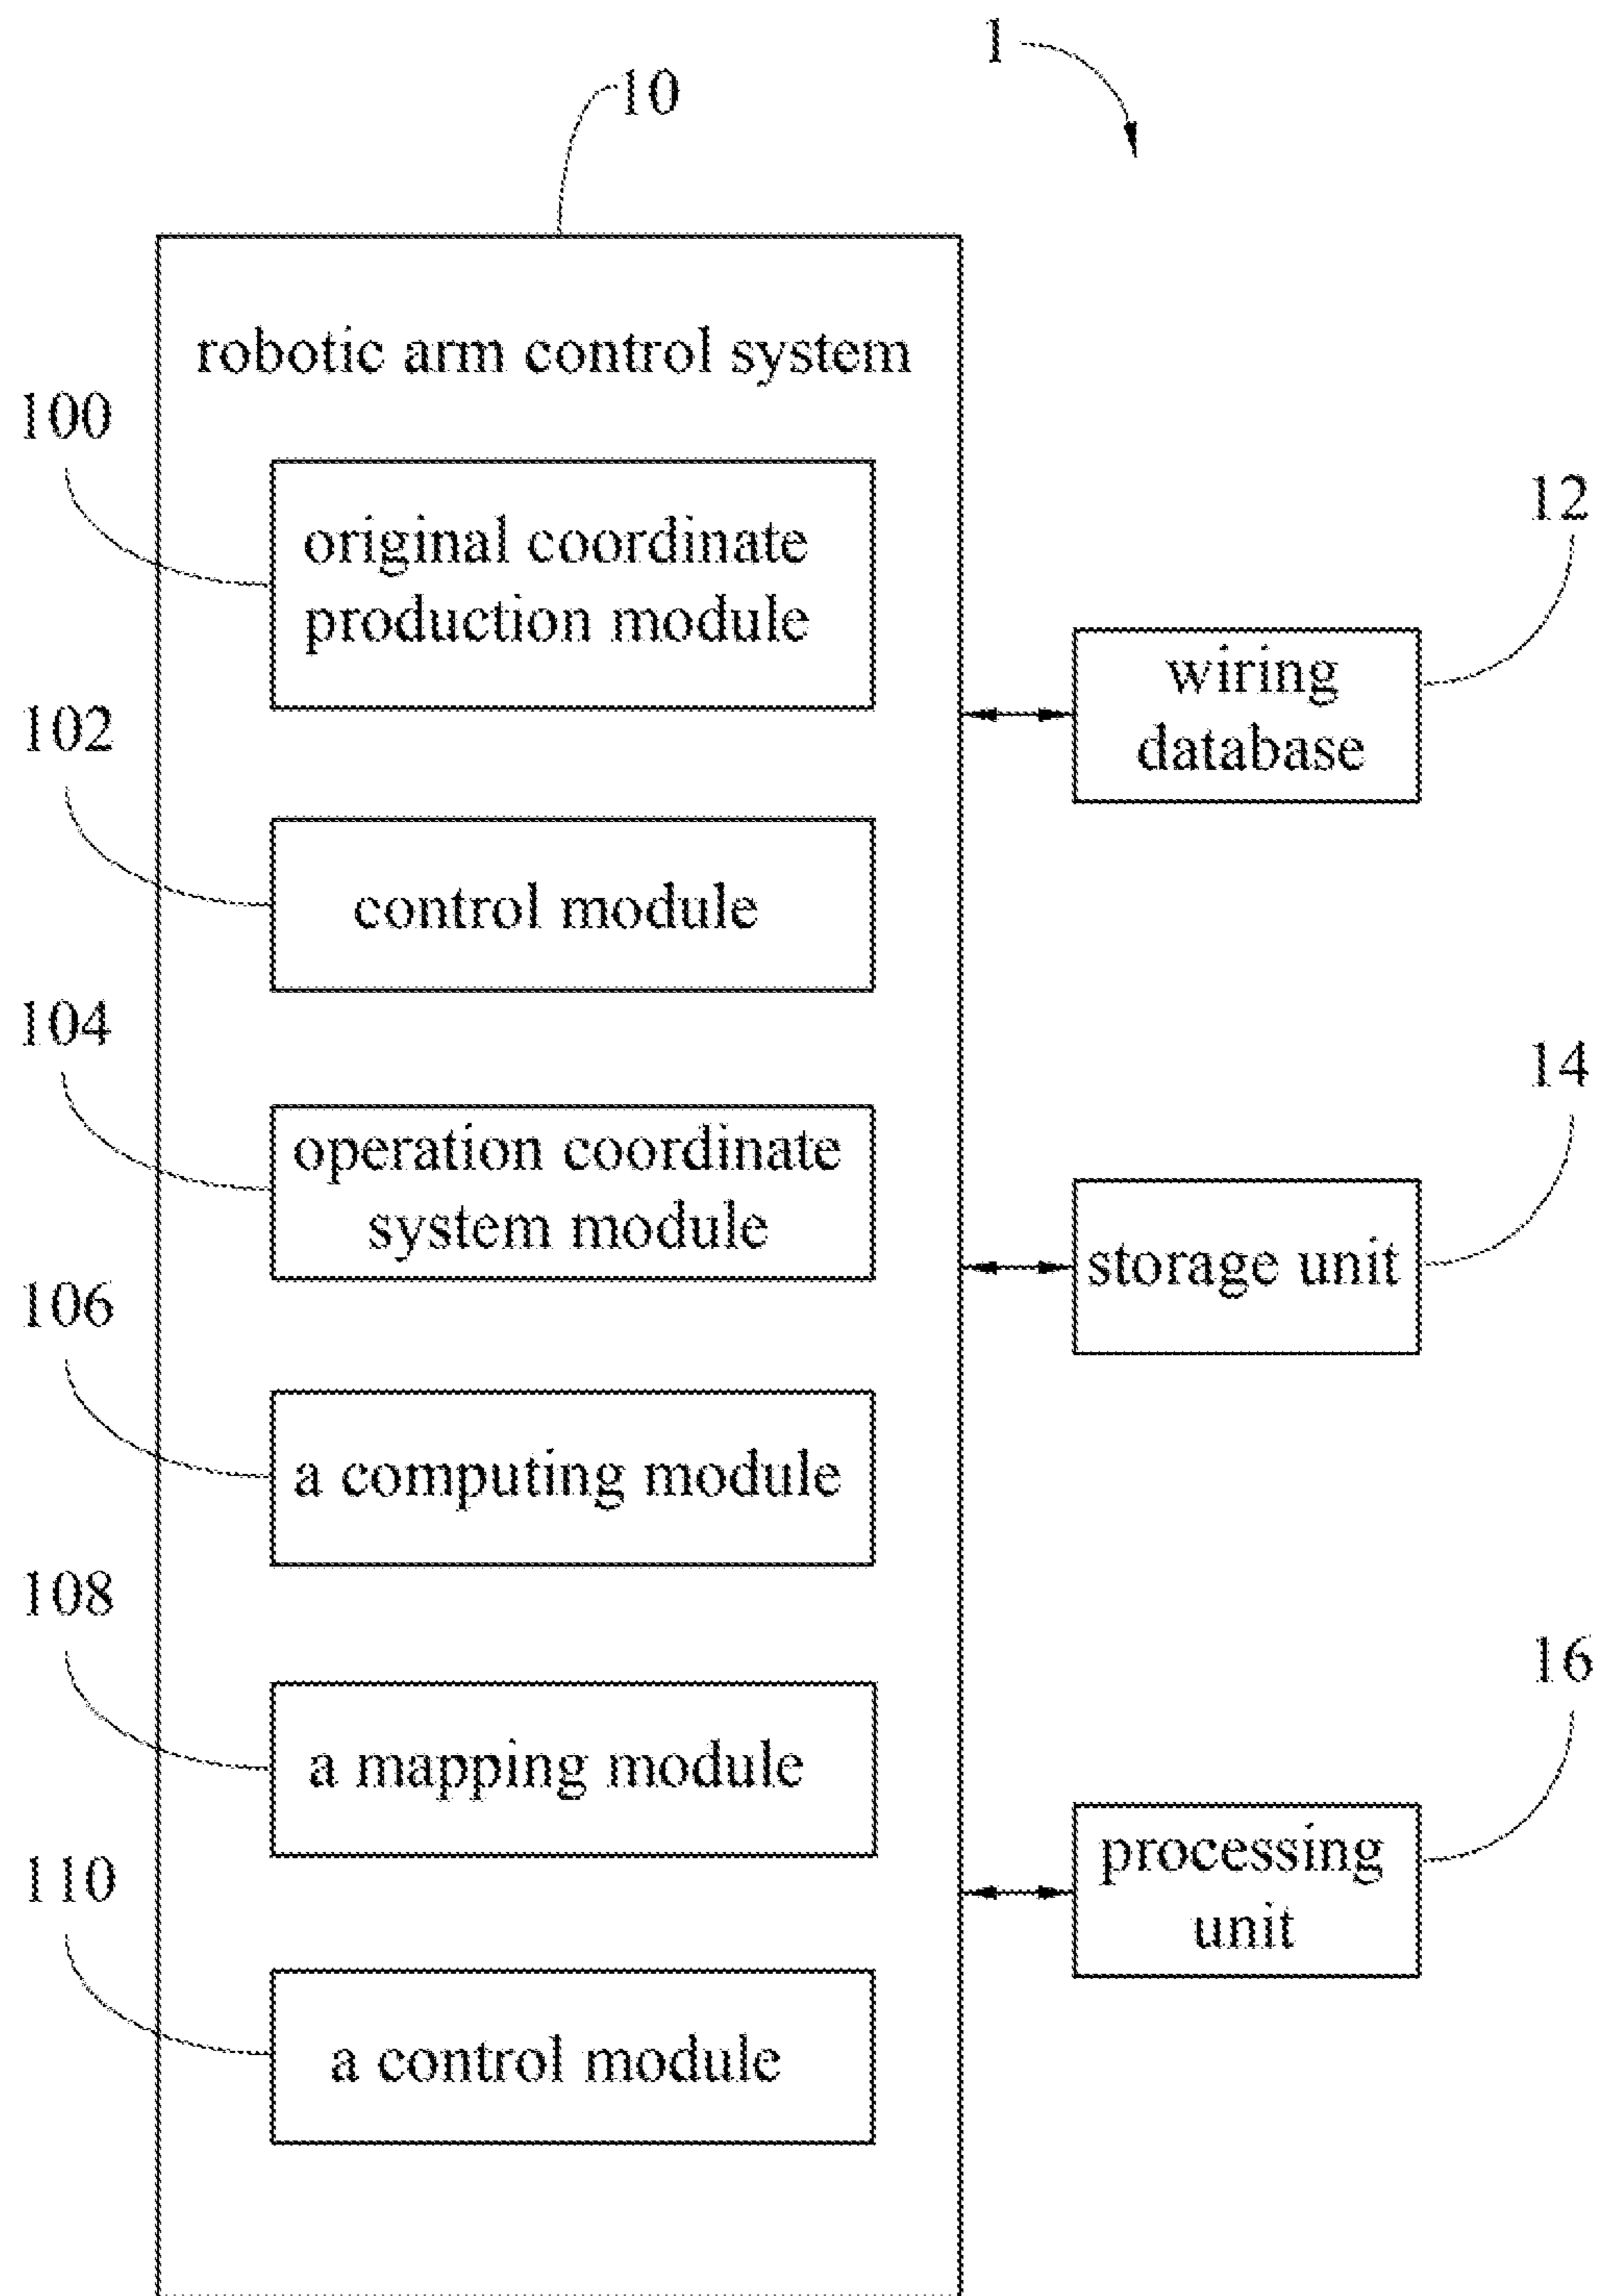 1
10
robotic arm control system
100
original coordinate
production module
12
wiring
database
102
control module
104
operation coordinate
system module
14
storage unit
106
a computing module
108
a mapping module
16
processing
unit
110
a control module